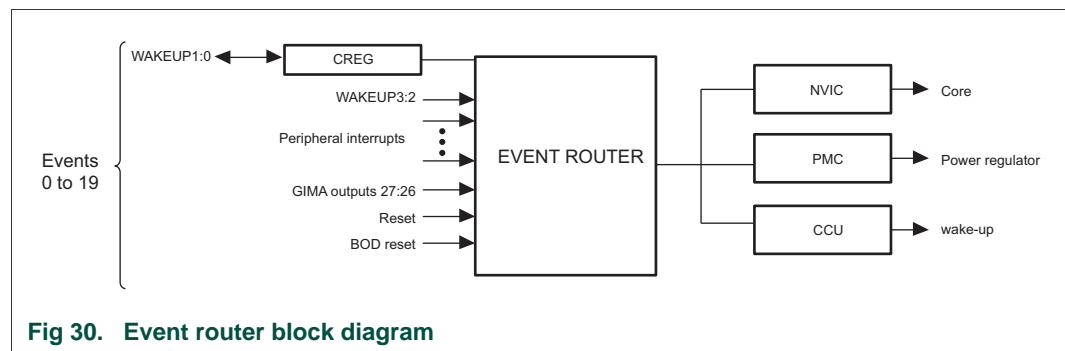 WAKEUP1:0
CREG
WAKEUP3:2
Peripheral interrupts
Events
0 to 19
GIMA outputs 27:26
Reset
BOD reset
EVENT ROUTER
NVIC
Core
PMC
Power regulator
CCU
wake-up
Fig 30. Event router block diagram